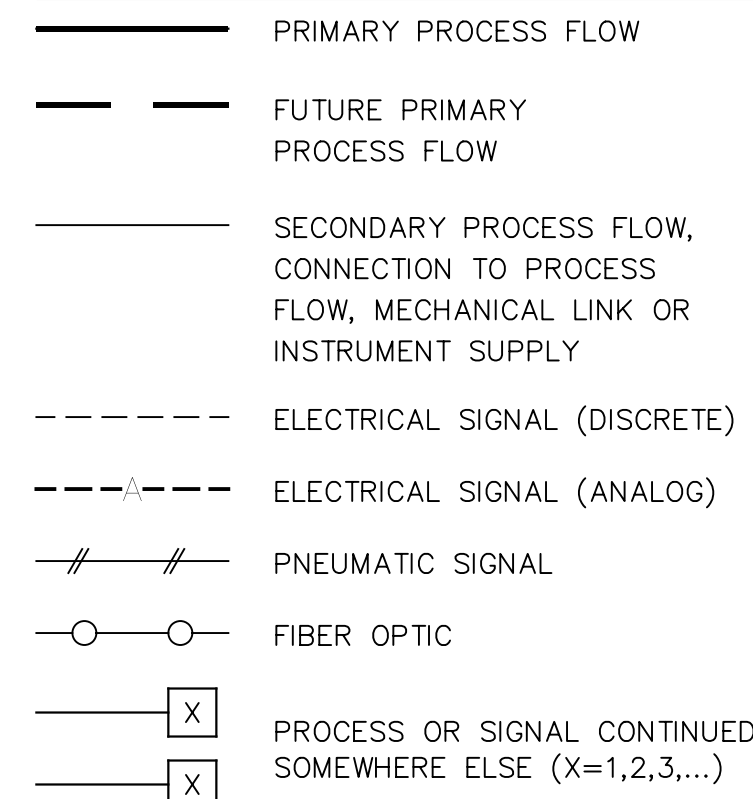 PRIMARY PROCESS FLOW
FUTURE PRIMARY
PROCESS FLOW
SECONDARY PROCESS FLOW,
CONNECTION TO PROCESS
FLOW, MECHANICAL LINK OR
INSTRUMENT SUPPLY
ELECTRICAL SIGNAL (DISCRETE)
A
ELECTRICAL SIGNAL (ANALOG)
PNEUMATIC SIGNAL
FIBER OPTIC
X
PROCESS OR SIGNAL CONTINUED
SOMEWHERE ELSE (X=1,2,3,...)
X